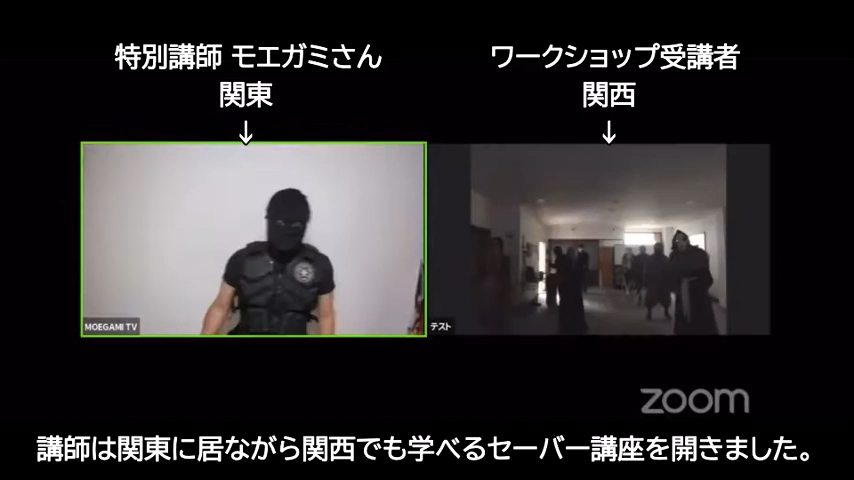 特別講師 モエガミさん
関東
↓
ワークショップ受講者
関西
↓
MOEGAMI TV
テスト
zoom
講師は関東に居ながら関西でも学べるセーバー講座を開きました。